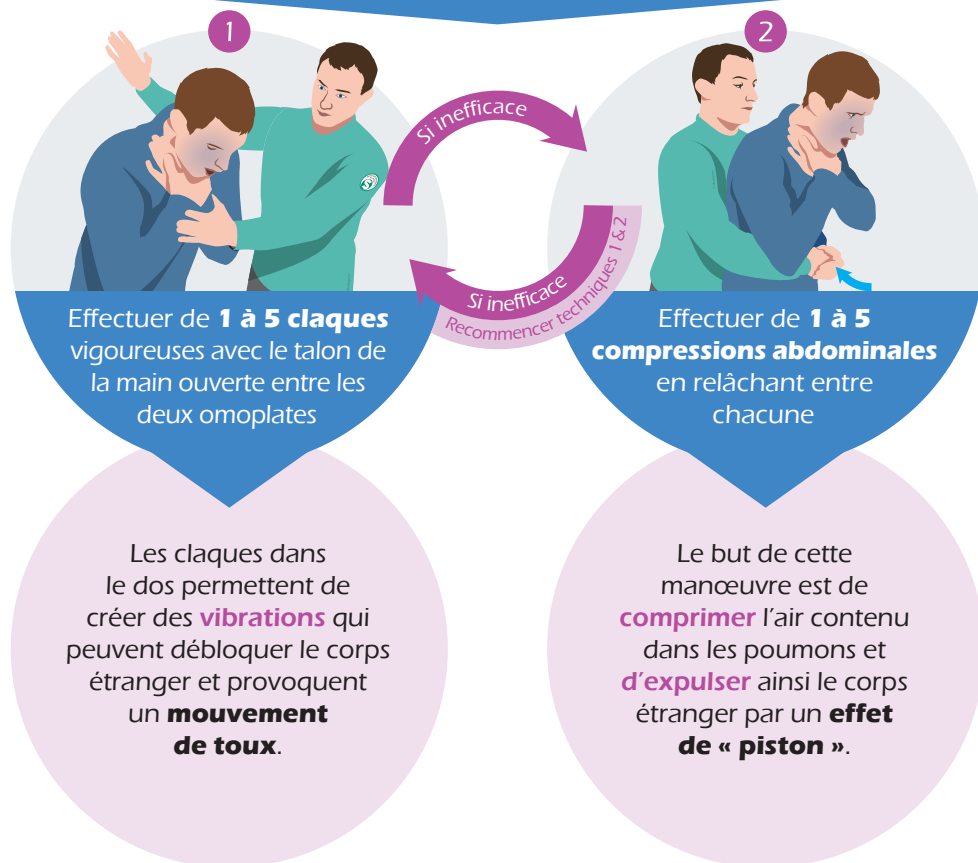 1
2
Si inefficace
Si inefficace
Recommencer techniques 1 & 2
Effectuer de 1 à 5 claques
vigoureuses avec le talon de
la main ouverte entre les
deux omoplates
Effectuer de 1 à 5
compressions abdominales
en relâchant entre
chacune
Les claques dans
le dos permettent de
créer des vibrations qui
peuvent débloquer le corps
étranger et provoquent
un mouvement
de toux.
Le but de cette
manœuvre est de
comprimer l'air contenu
dans les poumons et
d'expulser ainsi le corps
étranger par un effet
de « piston ».